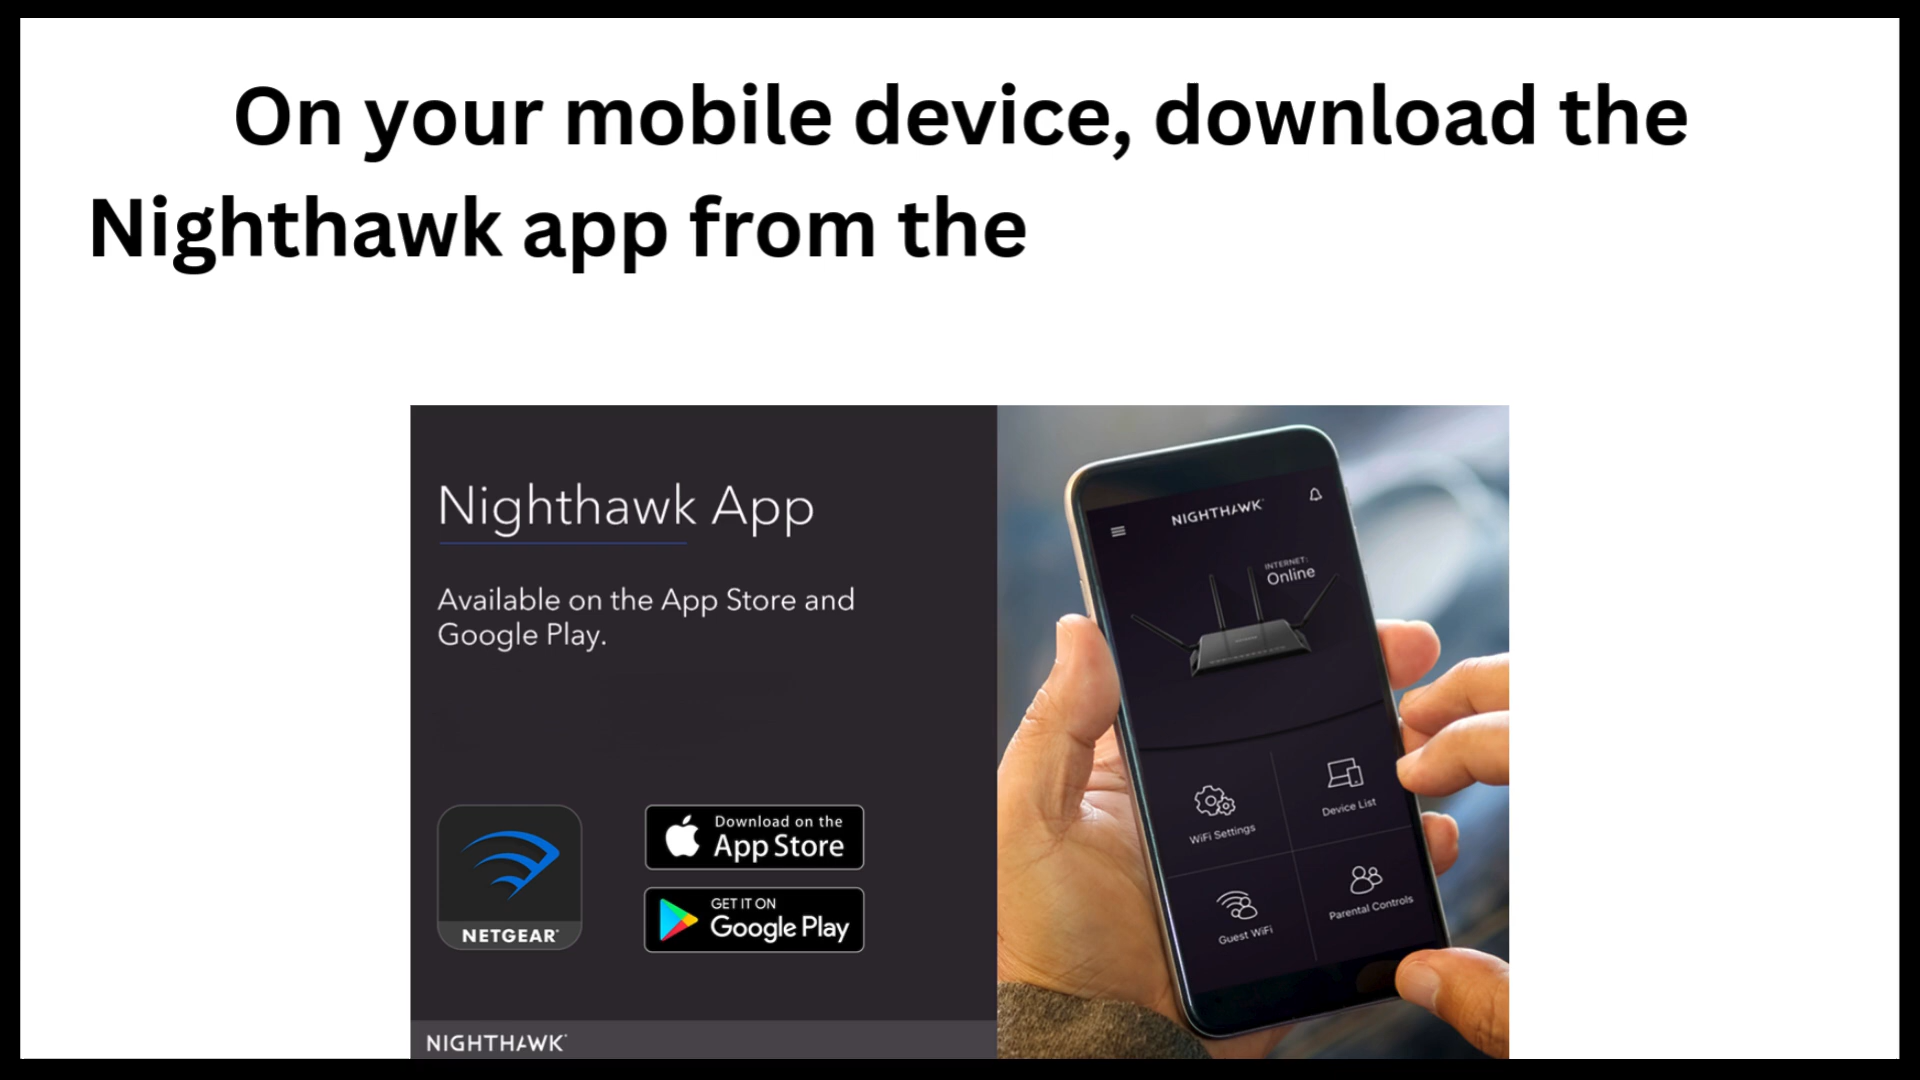 On your mobile device, download the
Nighthawk app from the
Nighthawk App
Available on the App Store and
Google Play.
NETGEAR
Download on the
App Store
GET IT ON
Google Play
NIGHTHAWK
NIGHTHAWK
INTERNET:
Online
WiFi Settings
Device List
Guest WiFi
Parental Controls